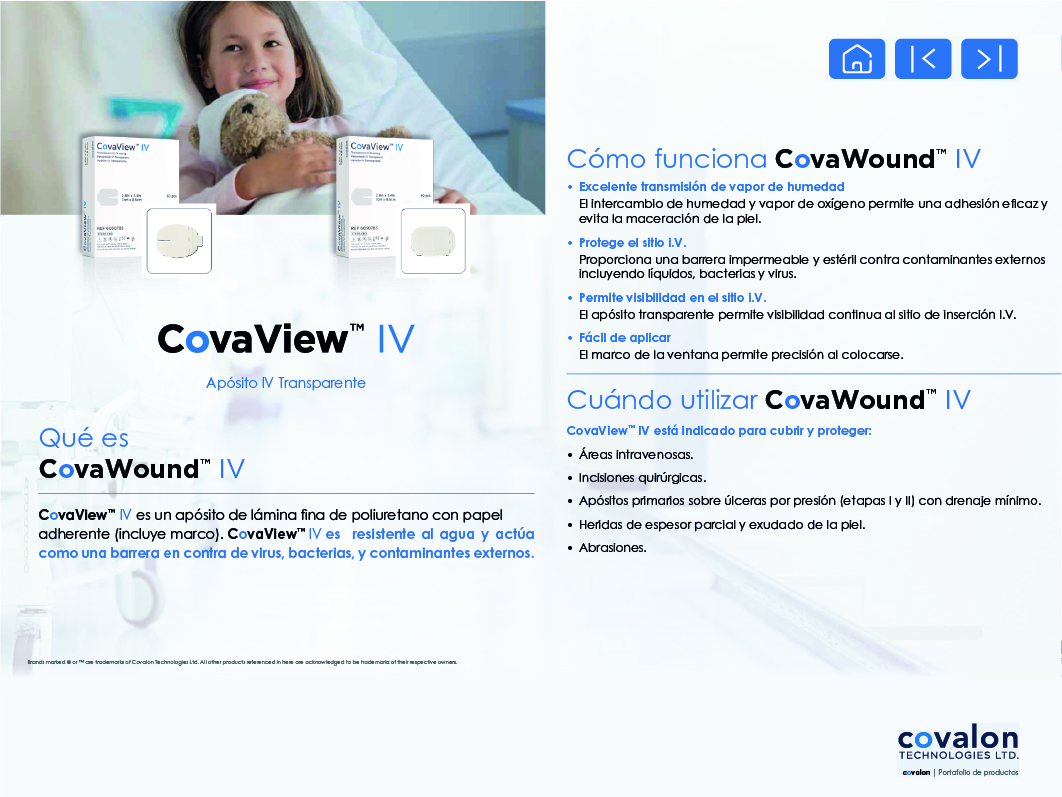 CovaView™ IV
CovaView™ IV
REF 6050785
CovaView™ IV
CovaView™ IV
CovaView™ IV
Apósito IV Transparente
Qué es
CovaWound™ IV
CovaView™ IV es un apósito de lámina fina de poliuretano con papel
adherente (incluye marco). CovaView™ IV es resistente al agua y actúa
como una barrera en contra de virus, bacterias, y contaminantes externos.
Brands marked ® or ™ are trademaris of Covalon Technologies Ltd. All other products referenced in here are acknowledged to be trademaris of their respective owners.
Cómo funciona CovaWound™ IV
• Excelente transmisión de vapor de humedad
El intercambio de humedad y vapor de oxígeno permite una adhesión eficaz y
evita la maceración de la piel.
• Protege el sitio I.V.
Proporciona una barrera impermeable y estéril contra contaminantes externos
incluyendo líquidos, bacterias y virus.
• Permite visibilidad en el sitio I.V.
El apósito transparente permite visibilidad continua al sitio de inserción I.V.
• Fácil de aplicar
El marco de la ventana permite precisión al colocarse.
Cuándo utilizar CovaWound™ IV
CovaView™ IV está indicado para cubrir y proteger:
• Áreas intravenosas.
• Incisiones quirúrgicas.
• Apósitos primarios sobre úlceras por presión (etapas I y II) con drenaje mínimo.
• Heridas de espesor parcial y exudado de la piel.
• Abrasiones.
covalon
TECHNOLOGIES LTD.
covalon | Portafolio de productos